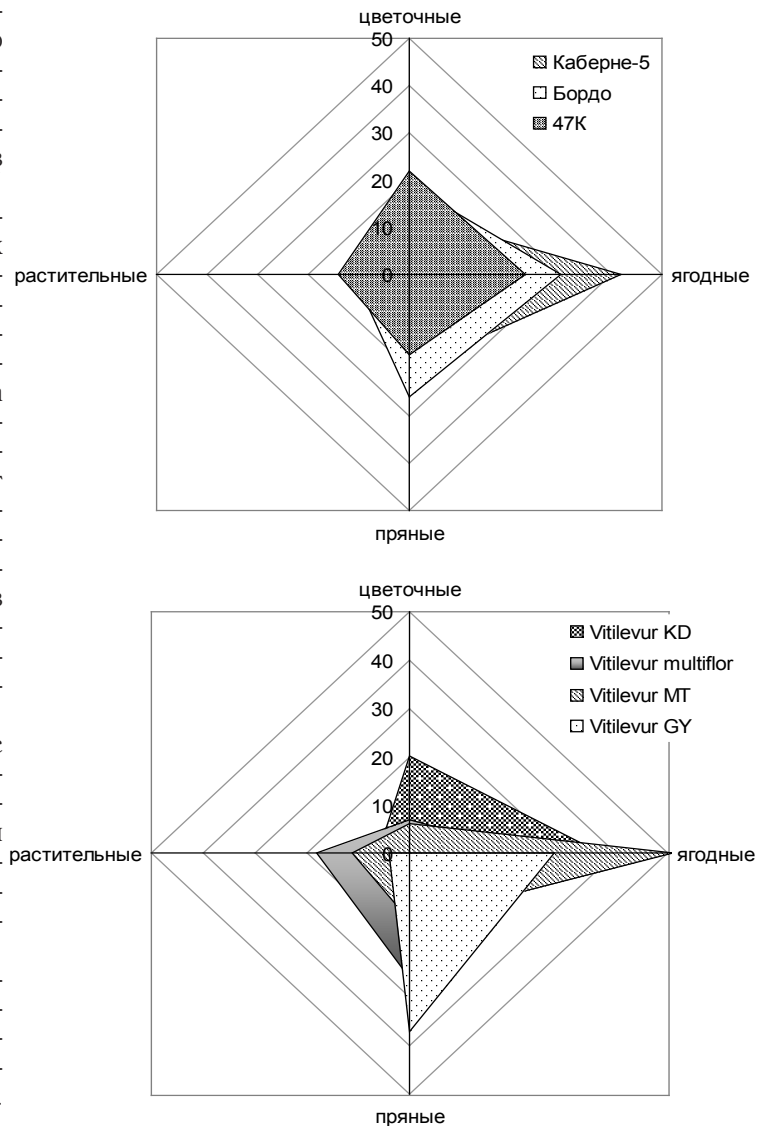 цветочные
50
Каберне-5
40
Бордо
30
47К
20
10
растительные
0
ягодные
пряные
цветочные
50
Vitilevur KD
40
Vitilevur multiflor
30
Vitilevur MT
20
Vitilevur GY
10
растительные
0
ягодные
пряные